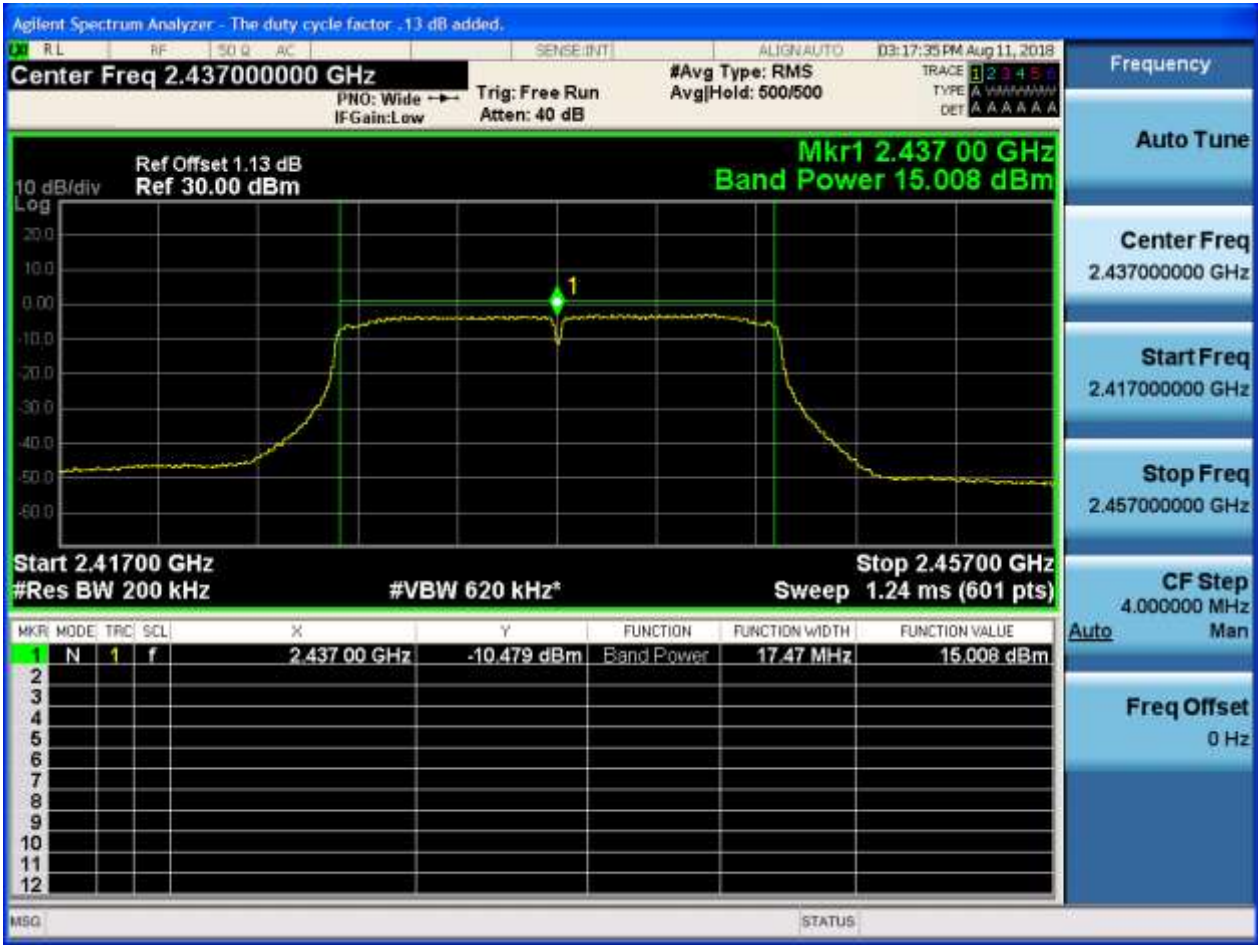 Agilent Spectrum Analyzer - The duty cycle factor .13 dB added.
RL RF 50 Ω AC SENSE:INT ALIGN AUTO 03:17:35 PM Aug 11, 2018
Center Freq 2.437000000 GHz
PNO: Wide
IFGain:Low
Trig: Free Run
Atten: 40 dB
#Avg Type: RMS
Avg|Hold: 500/500
TRACE 1 2 3 4 5 6
TYPE A WWWWW
DET A A A A A A
Mkr1 2.437 00 GHz
Band Power 15.008 dBm
Ref Offset 1.13 dB
10 dB/div Ref 30.00 dBm
Log
20.0
10.0
0.00
-10.0
-20.0
-30.0
-40.0
-50.0
-60.0
1
Start 2.41700 GHz Stop 2.45700 GHz
#Res BW 200 kHz #VBW 620 kHz* Sweep 1.24 ms (601 pts)
MKR MODE TRC SCL X Y FUNCTION FUNCTION WIDTH FUNCTION VALUE
1 N 1 f 2.437 00 GHz -10.479 dBm Band Power 17.47 MHz 15.008 dBm
2
3
4
5
6
7
8
9
10
11
12
MSG STATUS
Frequency
Auto Tune
Center Freq
2.437000000 GHz
Start Freq
2.417000000 GHz
Stop Freq
2.457000000 GHz
CF Step
4.000000 MHz
Auto Man
Freq Offset
0 Hz